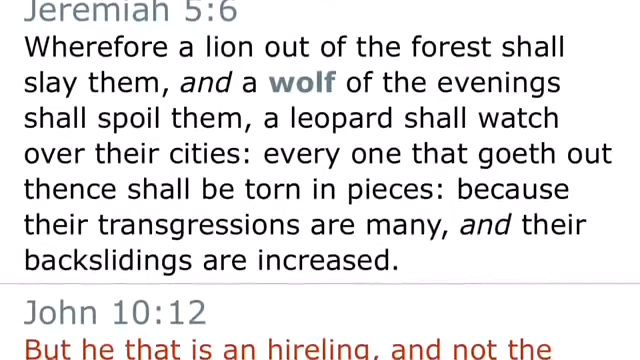 Jeremiah 5:6
Wherefore a lion out of the forest shall
slay them, and a wolf of the evenings
shall spoil them, a leopard shall watch
over their cities: every one that goeth out
thence shall be torn in pieces: because
their transgressions are many, and their
backslidings are increased.
John 10:12
But he that is an hireling, and not the